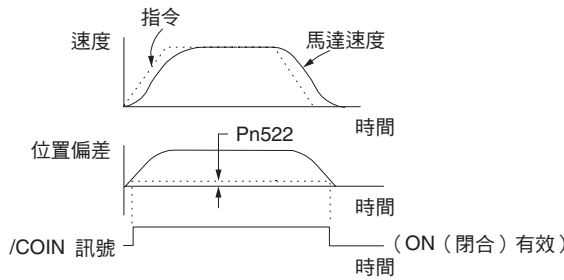 指令
速度
馬達速度
時間
Pn522
位置偏差
時間
/COIN 訊號
（ON（閉合）有效）
時間